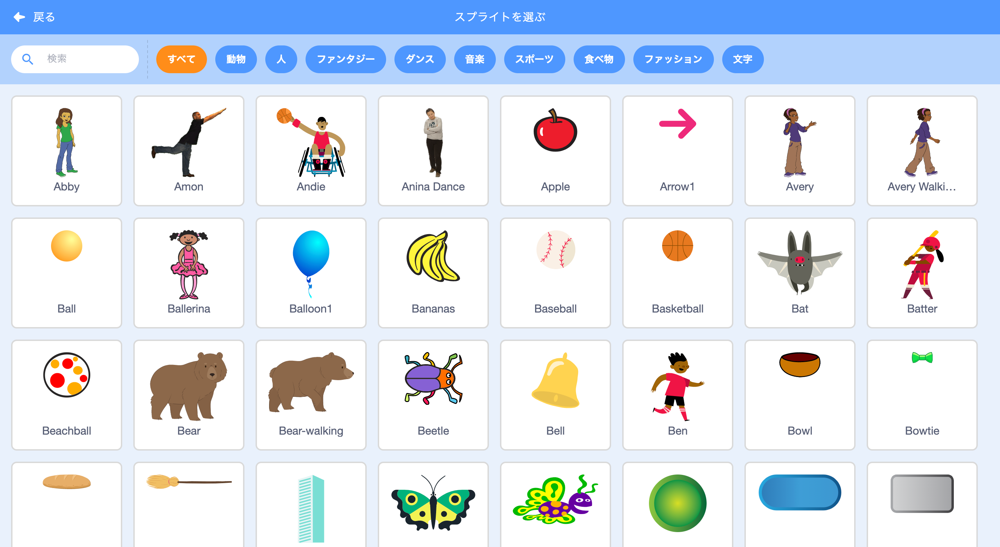 戻る
スプライトを選ぶ
検索
すべて
動物
人
ファンタジー
ダンス
音楽
スポーツ
食べ物
ファッション
文字
Abby
Amon
Andie
Anina Dance
Apple
Arrow1
Avery
Avery Walki...
Ball
Ballerina
Balloon1
Bananas
Baseball
Basketball
Bat
Batter
Beachball
Bear
Bear-walking
Beetle
Bell
Ben
Bowl
Bowtie